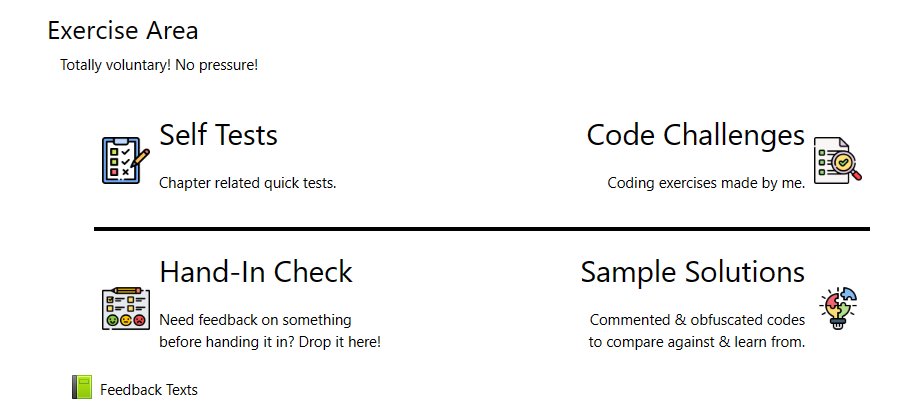 Exercise Area
Totally voluntary! No pressure!
Self Tests
Chapter related quick tests.
Code Challenges
Coding exercises made by me.
Hand-In Check
Need feedback on something
before handing it in? Drop it here!
Sample Solutions
Commented & obfuscated codes
to compare against & learn from.
Feedback Texts